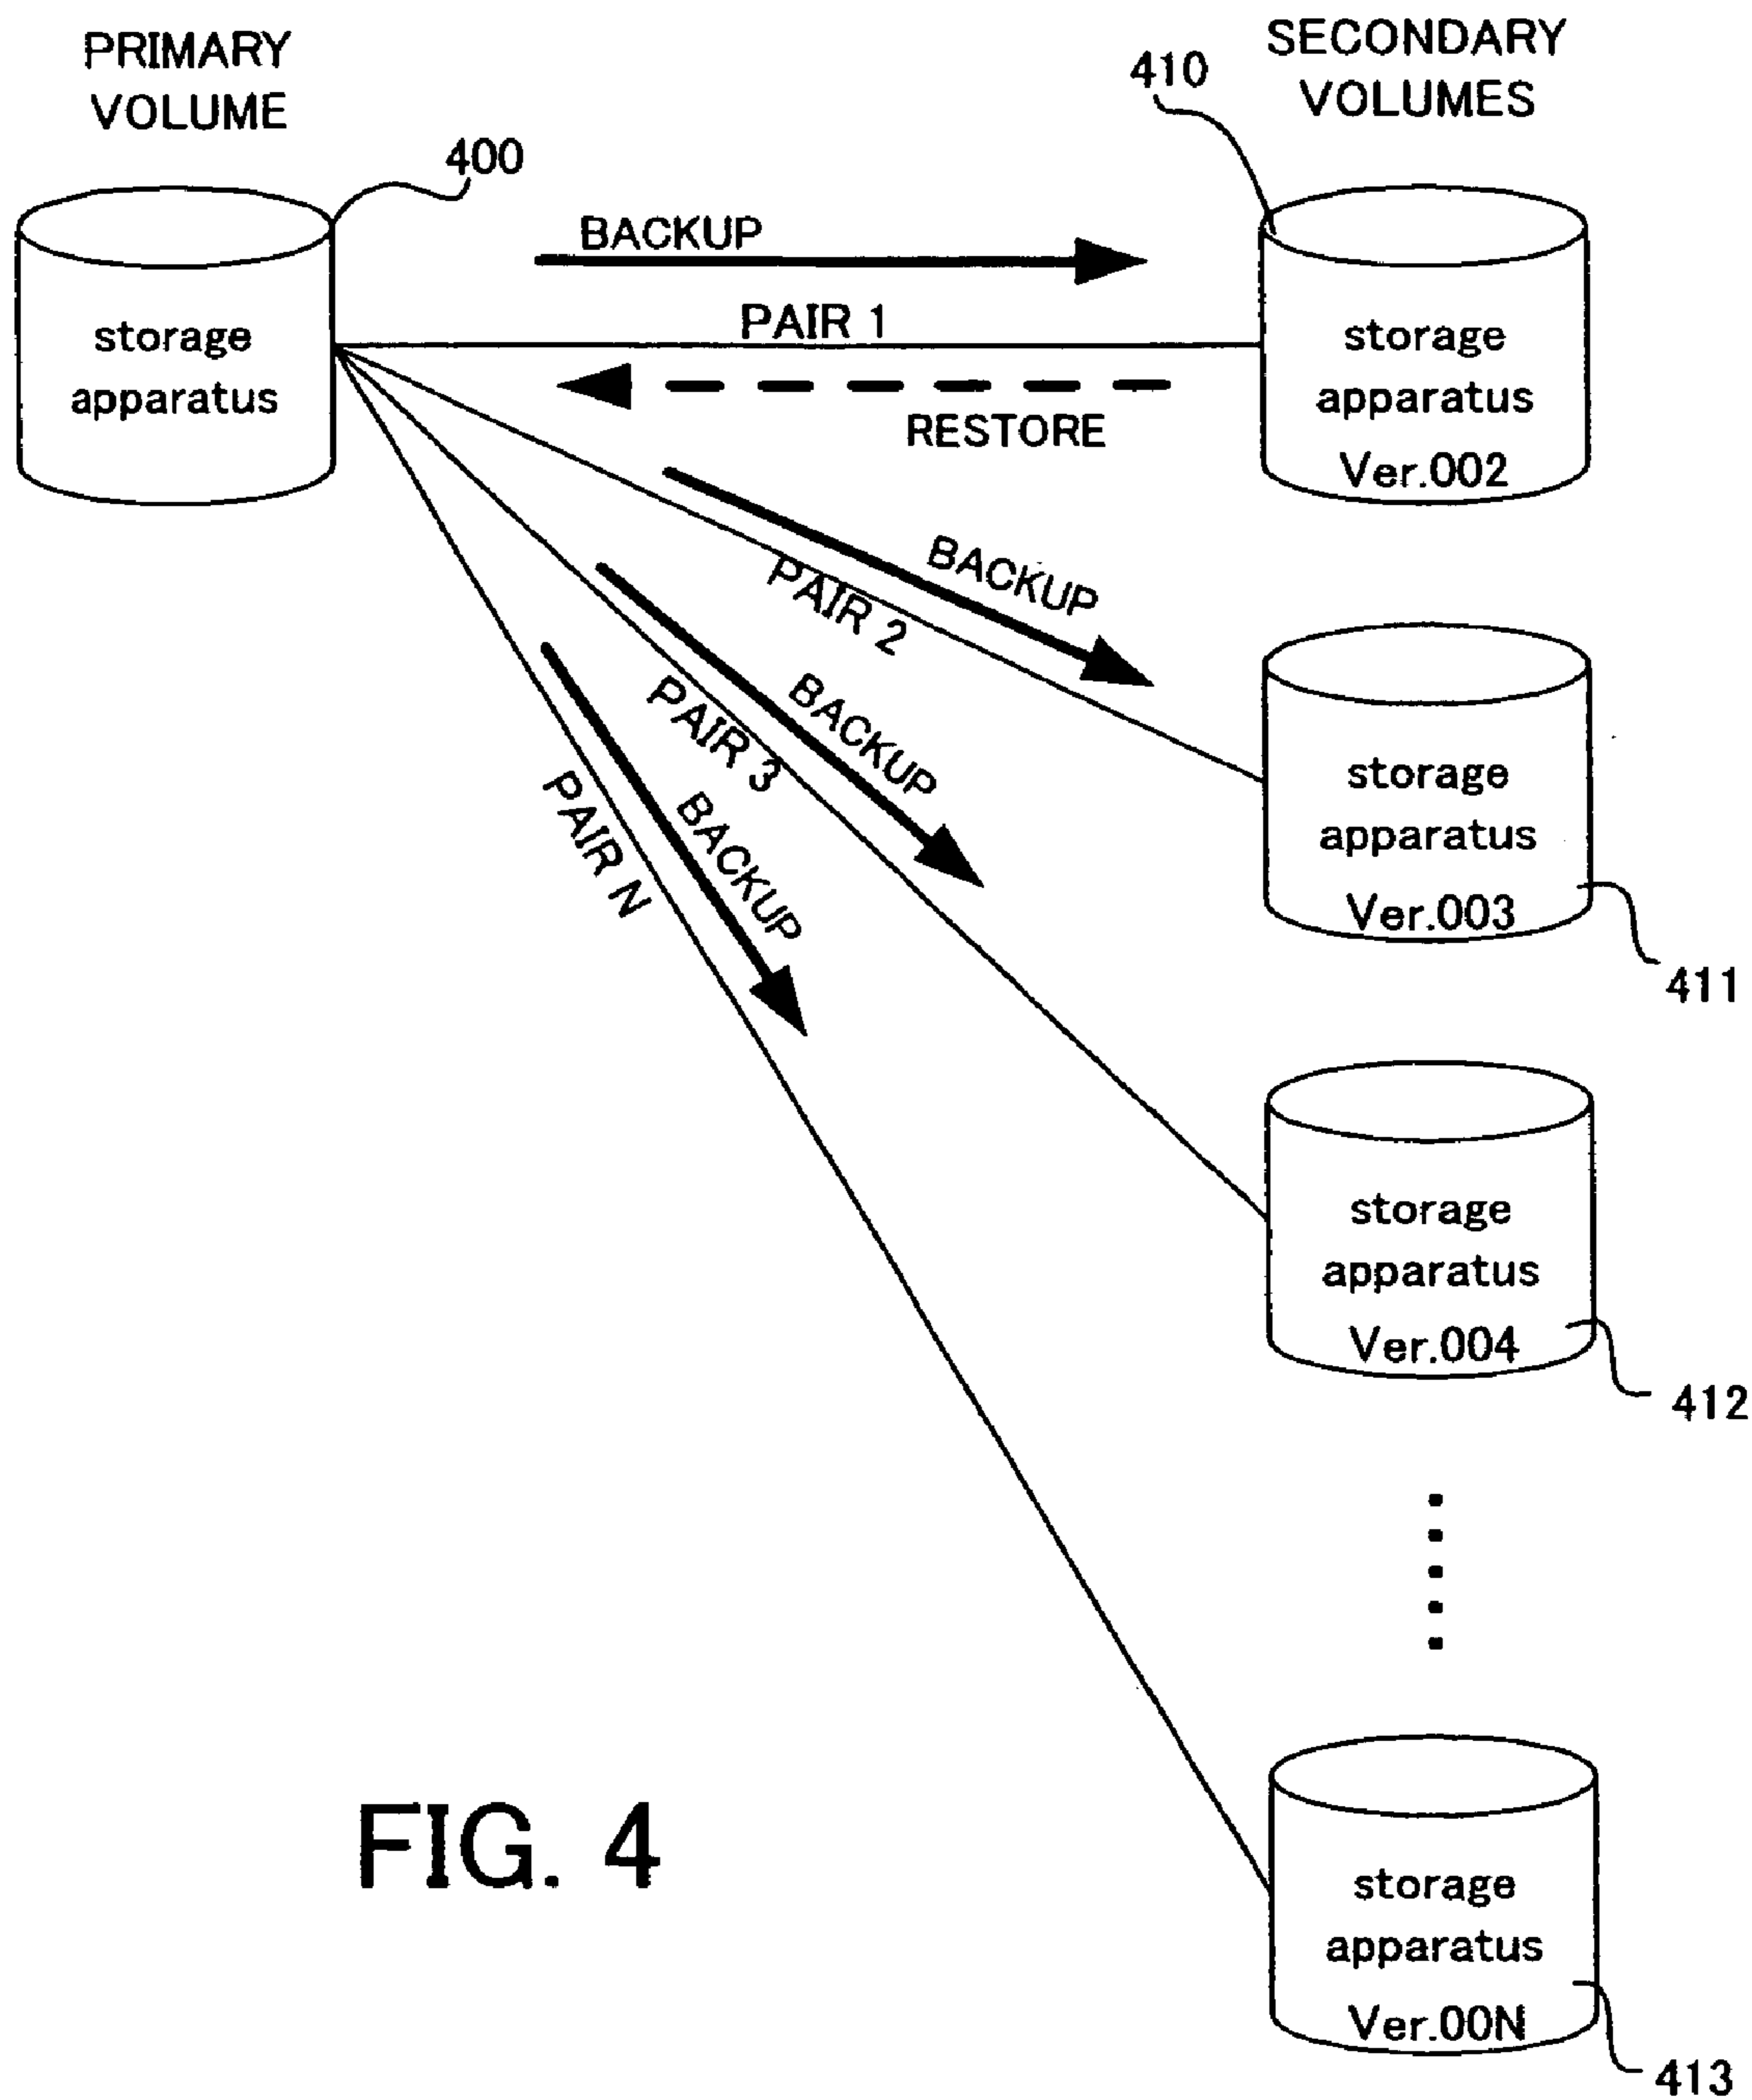 PRIMARY
VOLUME
400
storage
apparatus
SECONDARY
VOLUMES
410
BACKUP
PAIR 1
RESTORE
storage
apparatus
Ver.002
BACKUP
PAIR 2
storage
apparatus
Ver.003
411
BACKUP
PAIR 3
storage
apparatus
Ver.004
412
BACKUP
PAIR N
storage
apparatus
Ver.00N
413
FIG. 4